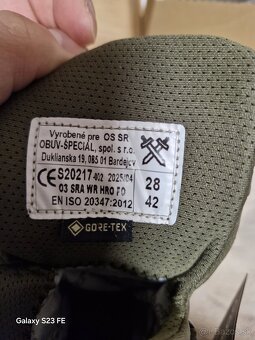 Vyrobené pre OS SR
OBUV-ŠPECIÁL, spol. s r.o.
Duklianska 19, 085 01 Bardejov
CE S20217 402 2025/04 28
03 SRA WR HRO FO 42
EN ISO 20347:2012
GORE-TEX
Galaxy S23 FE